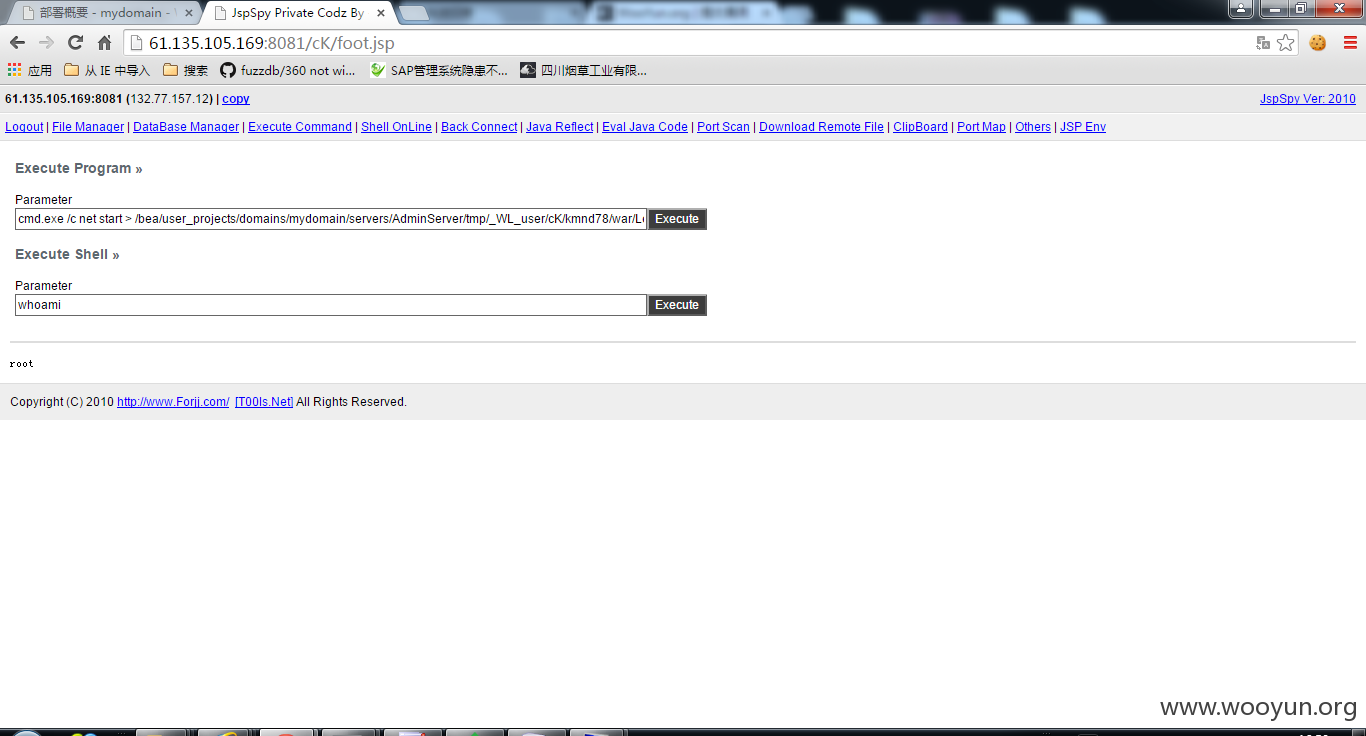 部署概要 - mydomain - W
JspSpy Private Codz By
61.135.105.169:8081/cK/foot.jsp
应用 从 IE 中导入 搜索 fuzzdb/360 not wi... SAP管理系统隐患不... 四川烟草工业有限...
61.135.105.169:8081 (132.77.157.12) | copy JspSpy Ver: 2010
Logout | File Manager | DataBase Manager | Execute Command | Shell OnLine | Back Connect | Java Reflect | Eval Java Code | Port Scan | Download Remote File | ClipBoard | Port Map | Others | JSP Env
Execute Program »
Parameter
cmd.exe /c net start > /bea/user_projects/domains/mydomain/servers/AdminServer/tmp/_WL_user/cK/kmnd78/war/Le Execute
Execute Shell »
Parameter
whoami Execute
root
Copyright (C) 2010 http://www.Forjj.com/ [T00ls.Net] All Rights Reserved.
www.wooyun.org